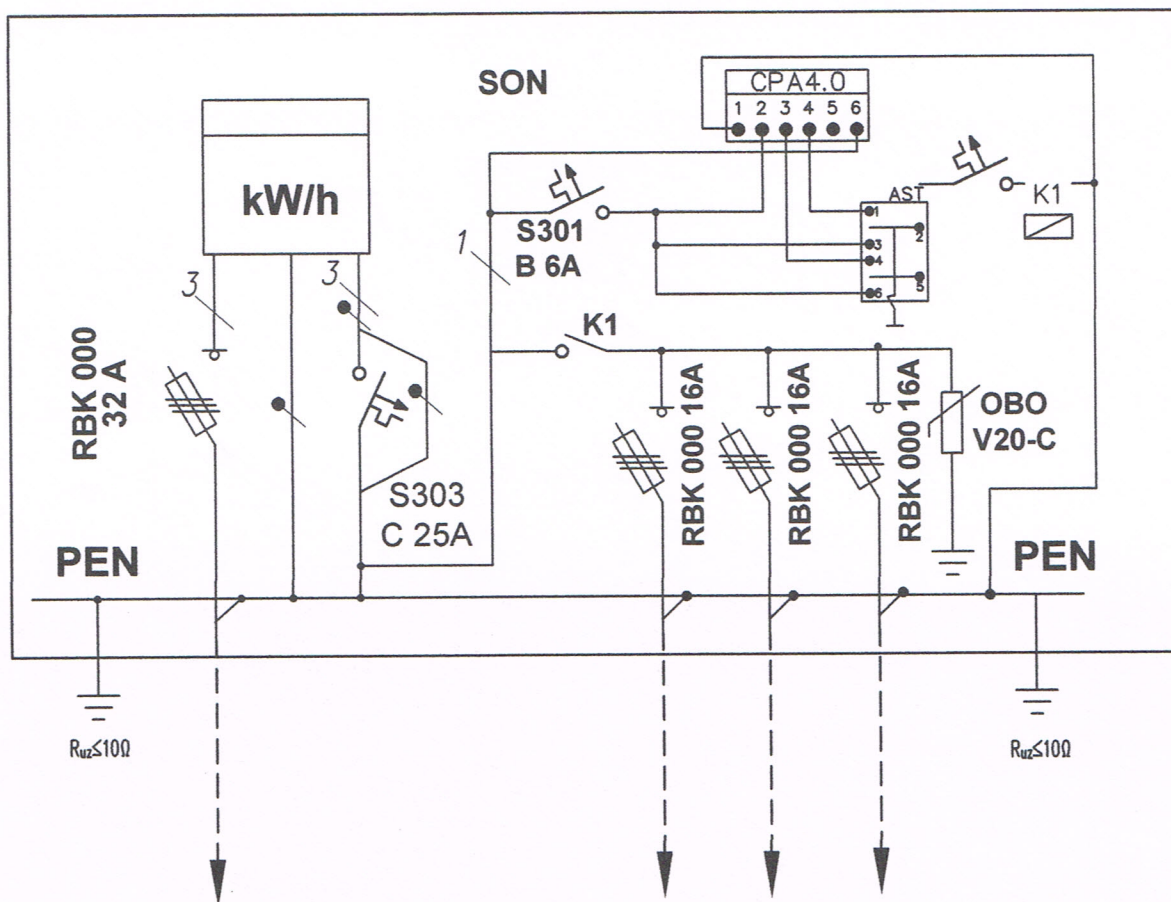 SON
CPA4.0
1 2 3 4 5 6
kW/h
AST
1
2
3
4
5
6
K1
S301
B 6A
1
3
3
K1
RBK 000
32 A
RBK 000 16A
RBK 000 16A
RBK 000 16A
OBO
V20-C
S303
C 25A
PEN
PEN
Ruz≤10Ω
Ruz≤10Ω